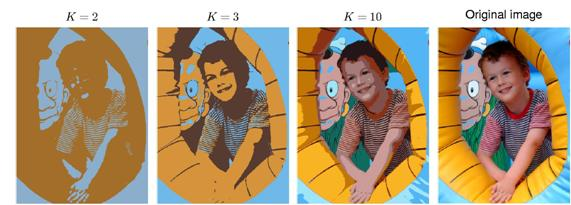 K = 2
K = 3
K = 10
Original image